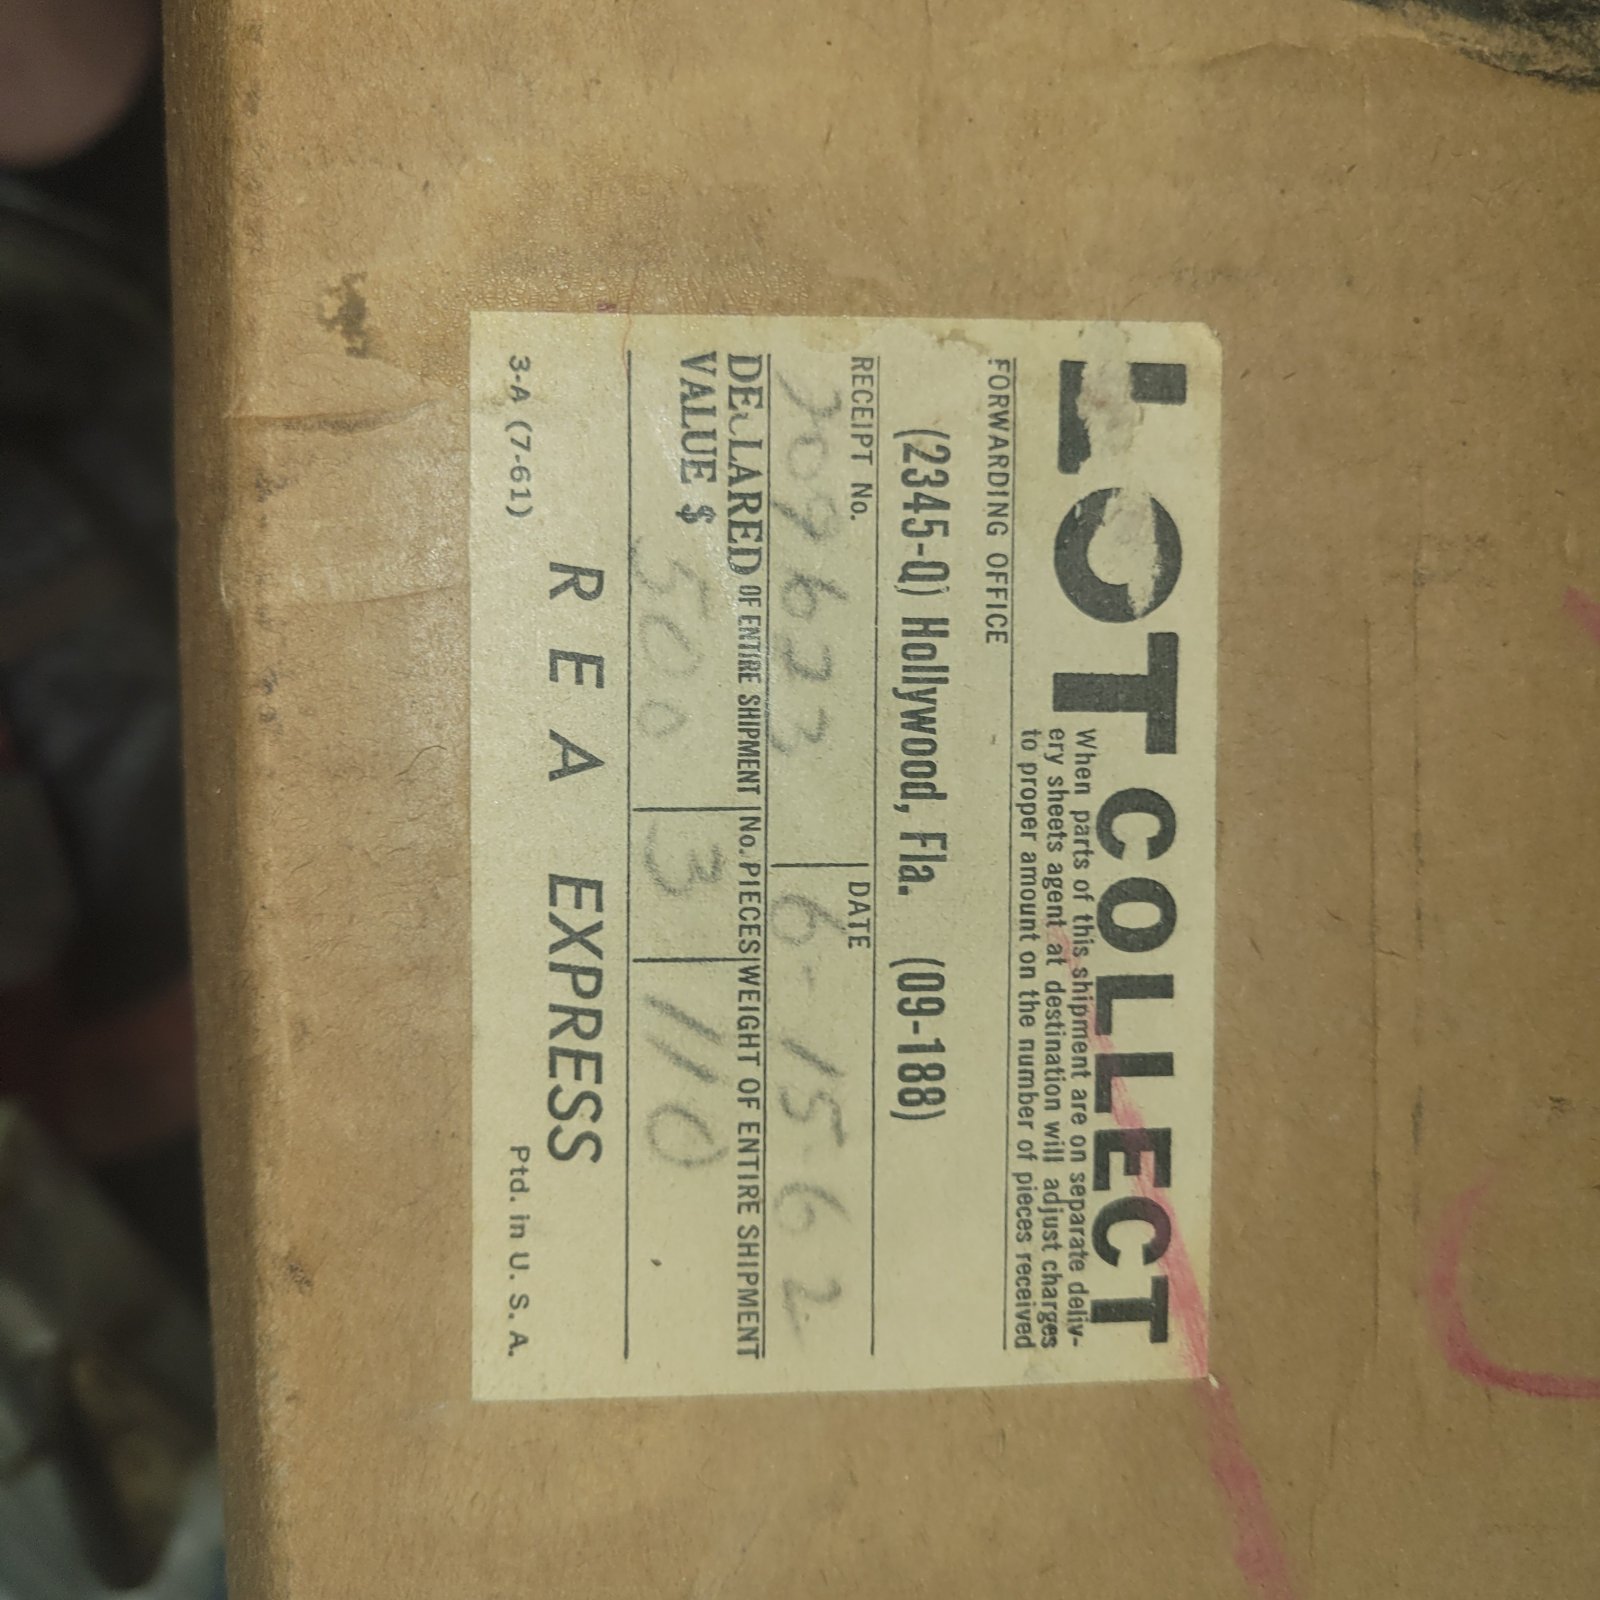 LOT COLLECT
When parts of this shipment are on separate deliv-
ery sheets agent at destination will adjust charges
to proper amount on the number of pieces received
FORWARDING OFFICE
(2345-Q) Hollywood, Fla. (09-188)
RECEIPT No. DATE
309623 6-15-62
DECLARED OF ENTIRE SHIPMENT No. PIECES WEIGHT OF ENTIRE SHIPMENT
VALUE $ 500 3 110
REA EXPRESS
3-A (7-61) Ptd. in U. S. A.